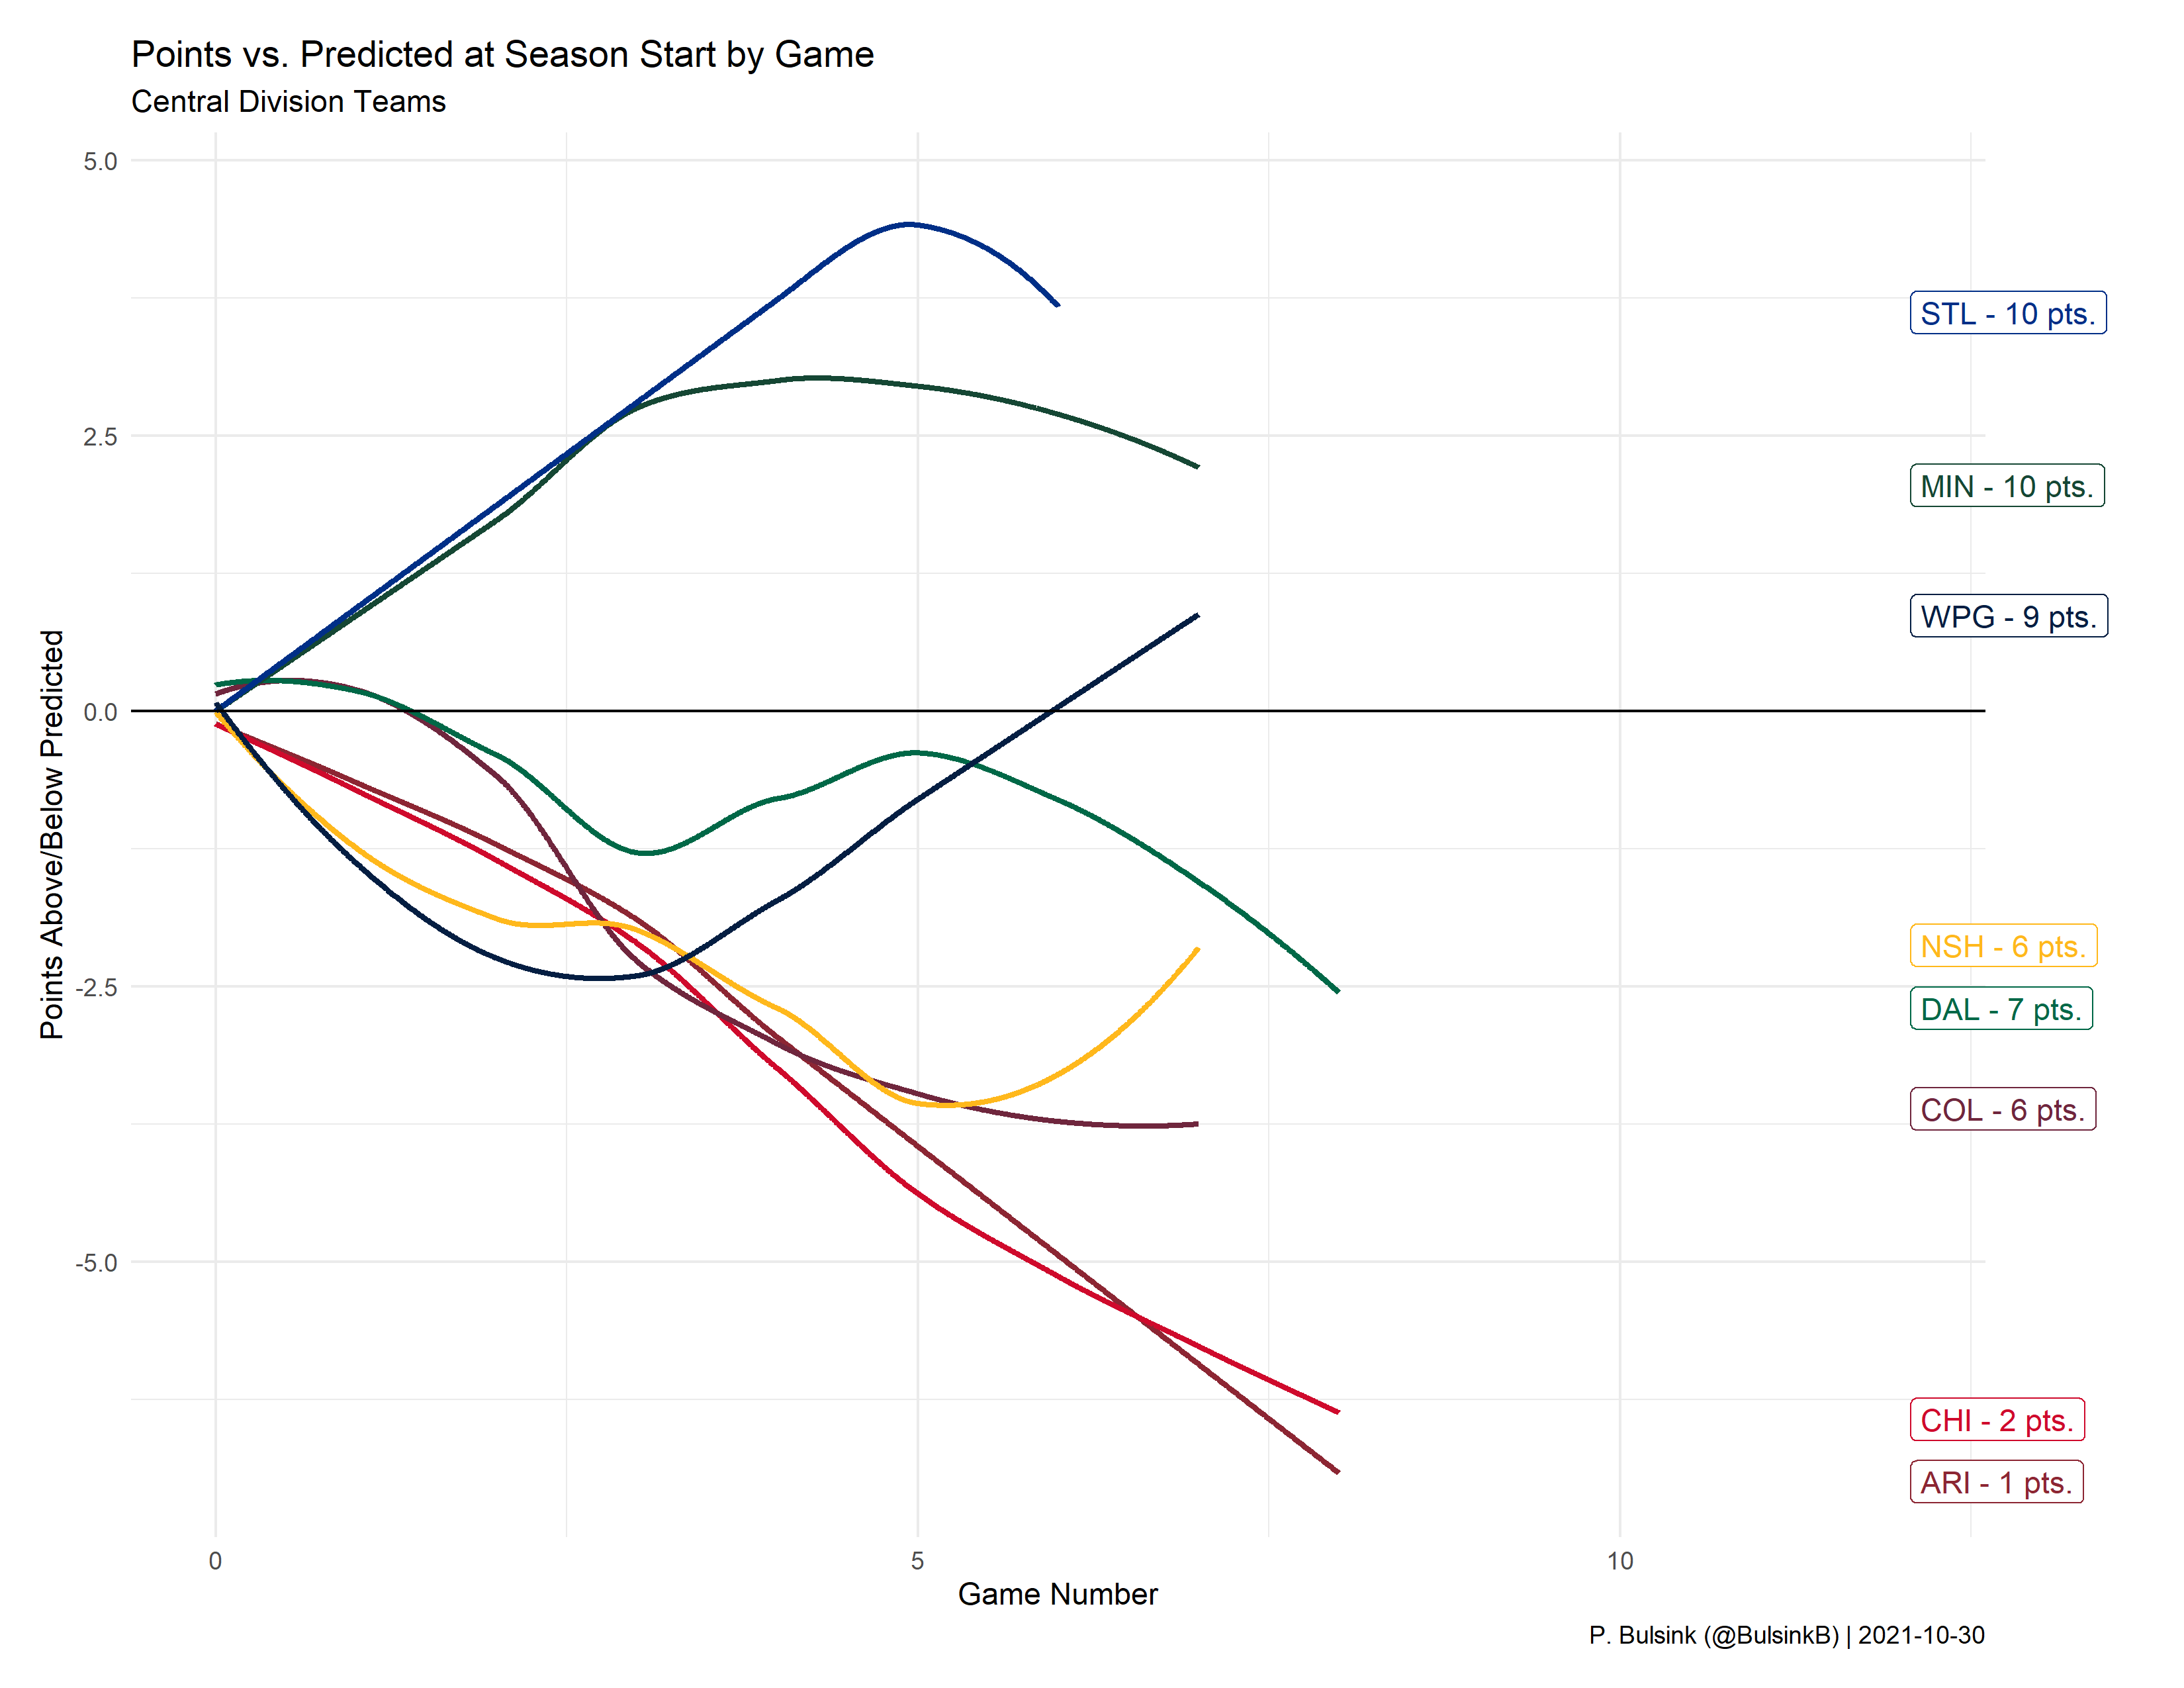 Points vs. Predicted at Season Start by Game
Central Division Teams
Points Above/Below Predicted
5.0
2.5
0.0
-2.5
-5.0
STL - 10 pts.
MIN - 10 pts.
WPG - 9 pts.
NSH - 6 pts.
DAL - 7 pts.
COL - 6 pts.
CHI - 2 pts.
ARI - 1 pts.
0
5
10
Game Number
P. Bulsink (@BulsinkB) | 2021-10-30